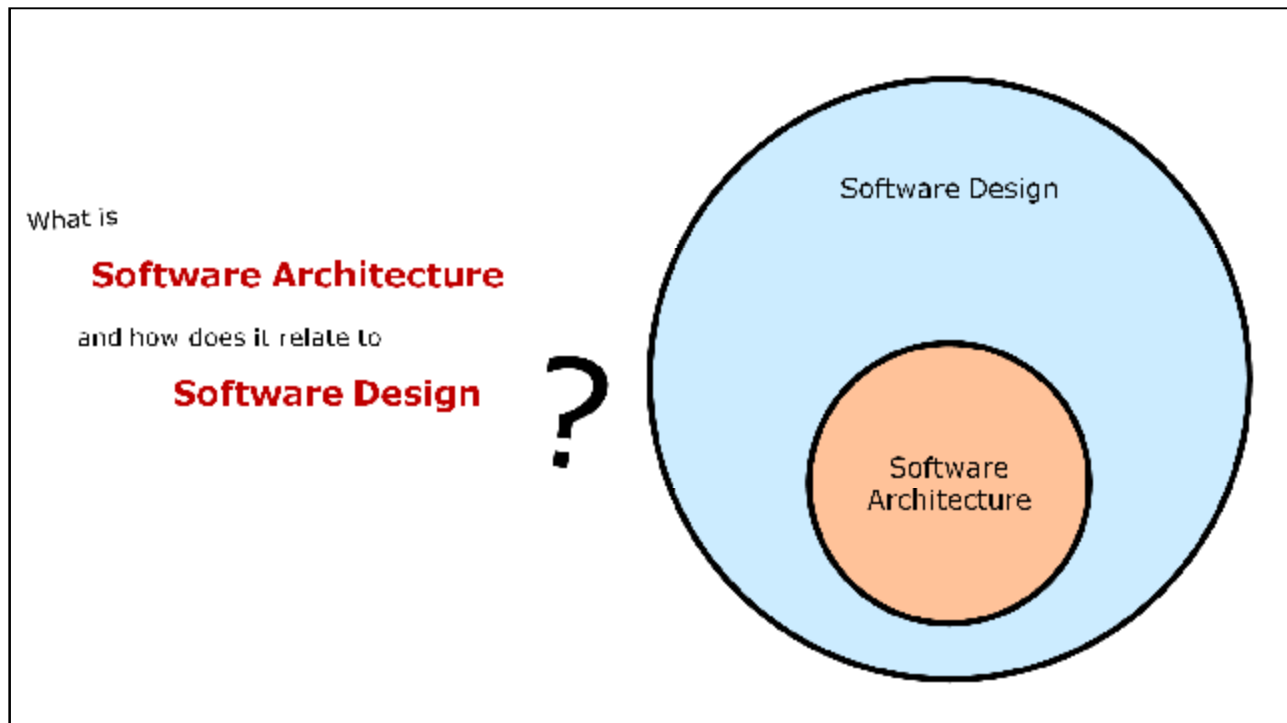 What is
Software Architecture
and how does it relate to
Software Design
?
Software Design
Software
Architecture